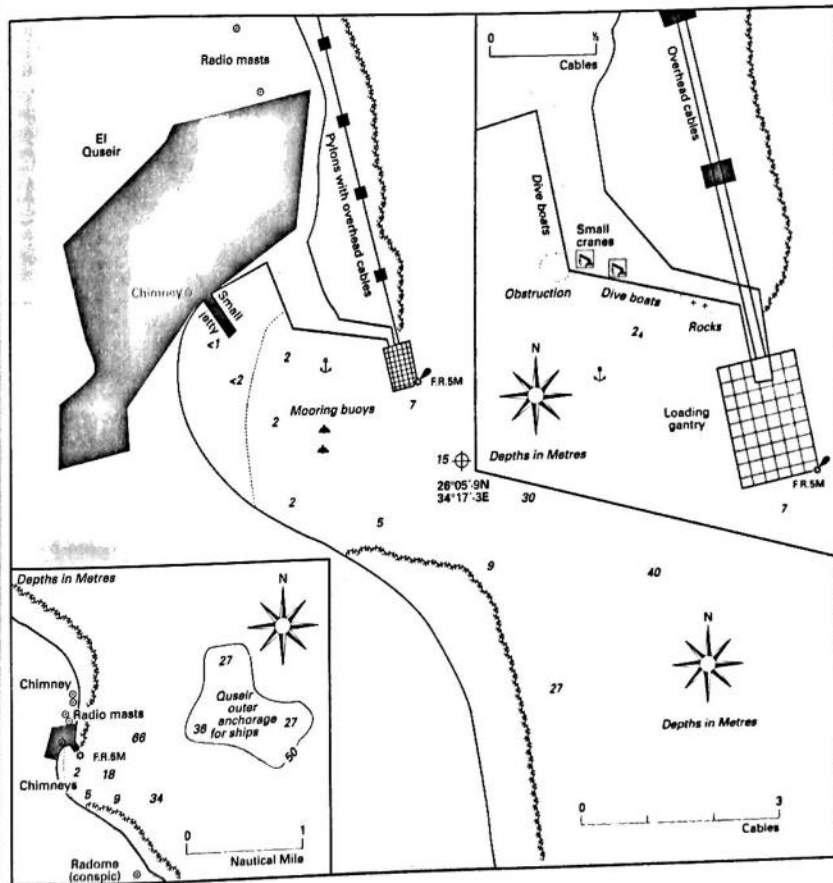 Radio masts
El
Quseir
Pylons with overhead cables
Chimney
Small
jetty
<1
<2
2
2
2
Mooring buoys
F.R.5M
7
15
26°05´·9N
34°17´·3E
5
30
9
40
27
N
Depths in Metres
0 3
Cables
0 ½
Cables
Overhead cables
Dive boats
Small
cranes
Obstruction
Dive boats
Rocks
2₄
N
Depths in Metres
Loading
gantry
F.R.5M
7
Depths in Metres
N
Chimney
Radio masts
27
Quseir
outer
anchorage
for ships
36
27
50
66
F.R.5M
2
18
Chimneys
5
9
34
0 1
Nautical Mile
Radome
(conspic)